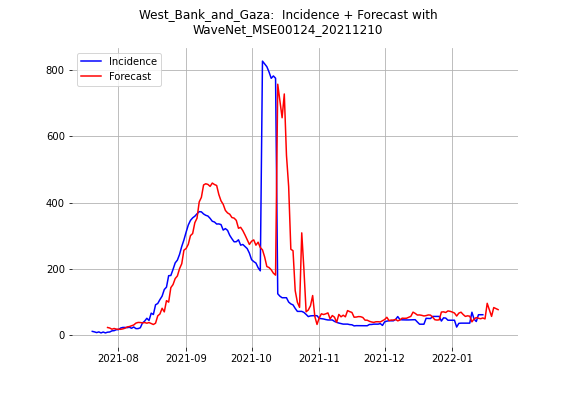 West_Bank_and_Gaza:  Incidence + Forecast with
WaveNet_MSE00124_20211210
Incidence
Forecast
800
600
400
200
0
2021-08
2021-09
2021-10
2021-11
2021-12
2022-01